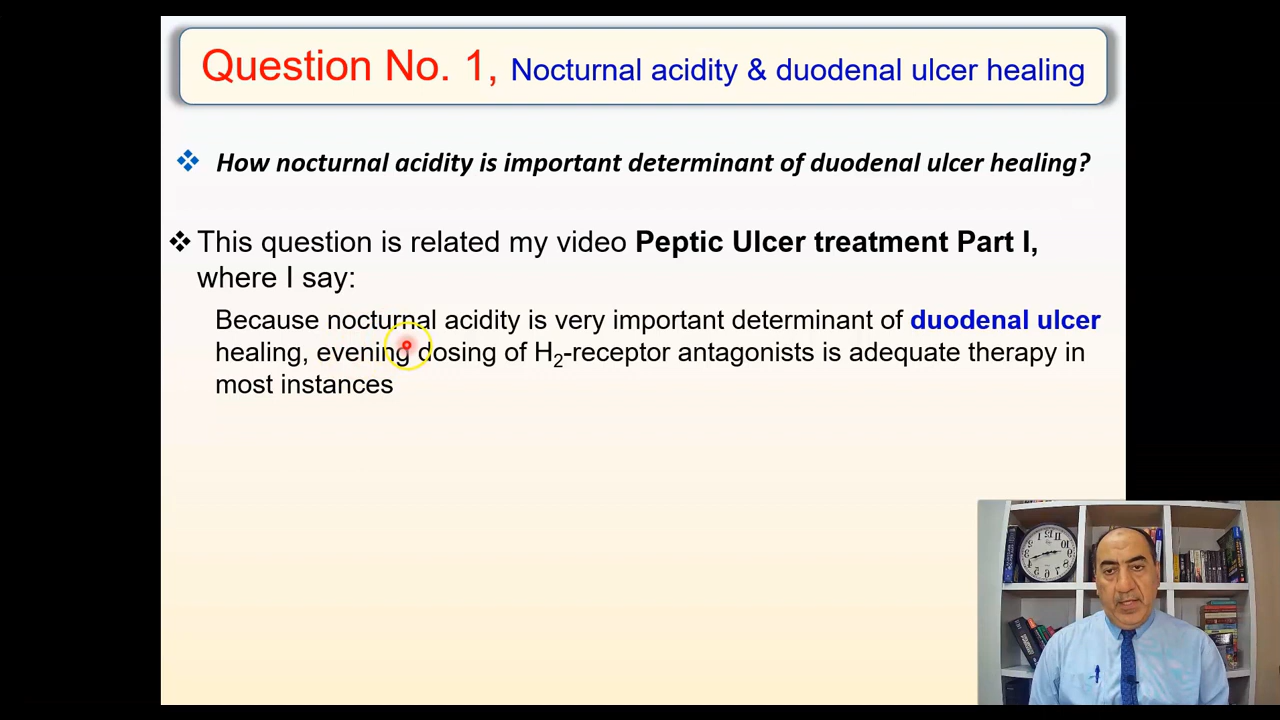 Question No. 1, Nocturnal acidity & duodenal ulcer healing
How nocturnal acidity is important determinant of duodenal ulcer healing?
This question is related my video Peptic Ulcer treatment Part I,
where I say:
Because nocturnal acidity is very important determinant of duodenal ulcer
healing, evening dosing of H₂-receptor antagonists is adequate therapy in
most instances